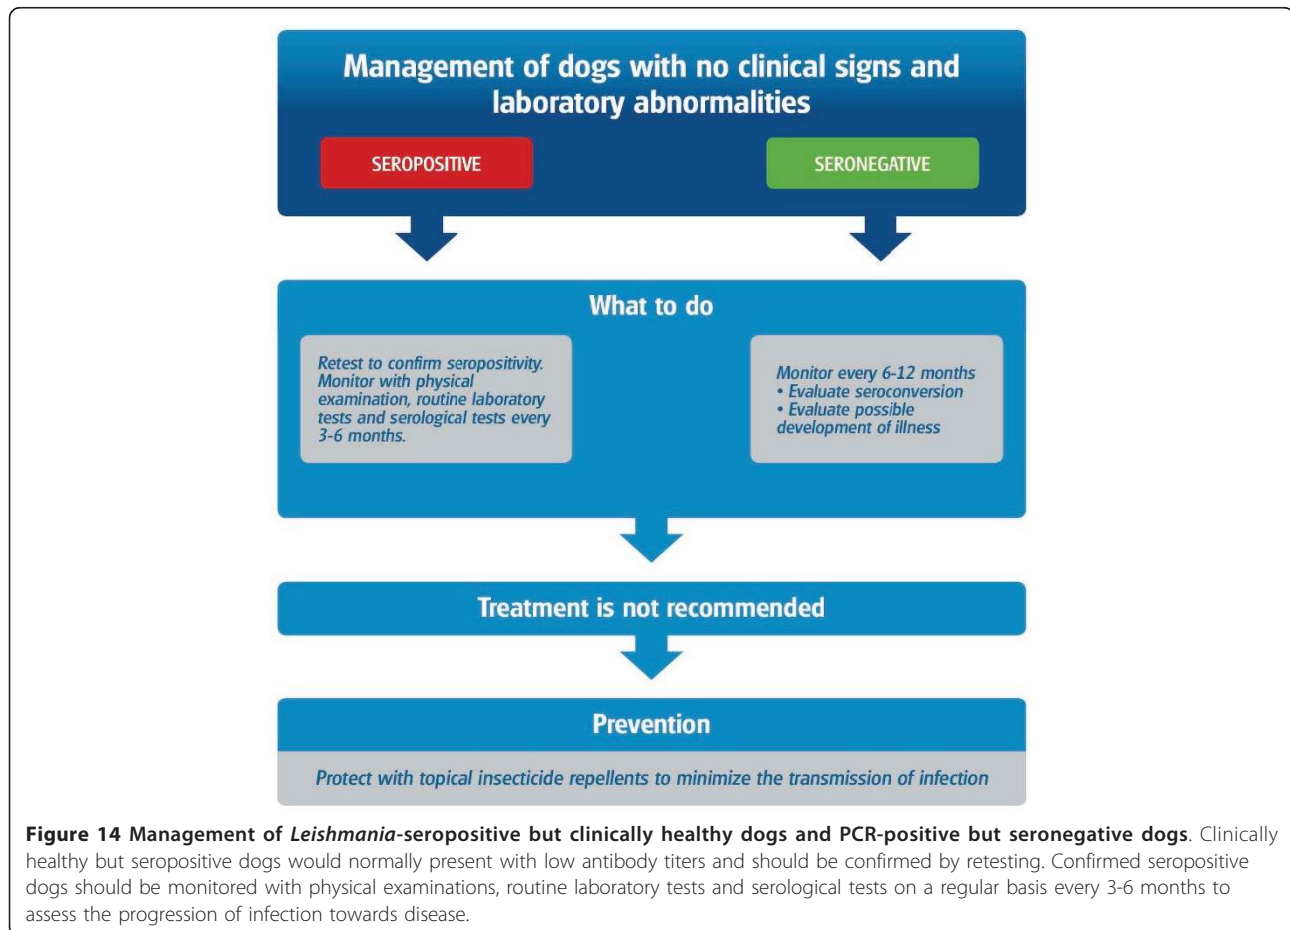 Management of dogs with no clinical signs and
laboratory abnormalities
SEROPOSITIVE
SERONEGATIVE
What to do
Retest to confirm seropositivity.
Monitor with physical
examination, routine laboratory
tests and serological tests every
3-6 months.
Monitor every 6-12 months
• Evaluate seroconversion
• Evaluate possible
development of illness
Treatment is not recommended
Prevention
Protect with topical insecticide repellents to minimize the transmission of infection
Figure 14 Management of Leishmania-seropositive but clinically healthy dogs and PCR-positive but seronegative dogs. Clinically
healthy but seropositive dogs would normally present with low antibody titers and should be confirmed by retesting. Confirmed seropositive
dogs should be monitored with physical examinations, routine laboratory tests and serological tests on a regular basis every 3-6 months to
assess the progression of infection towards disease.